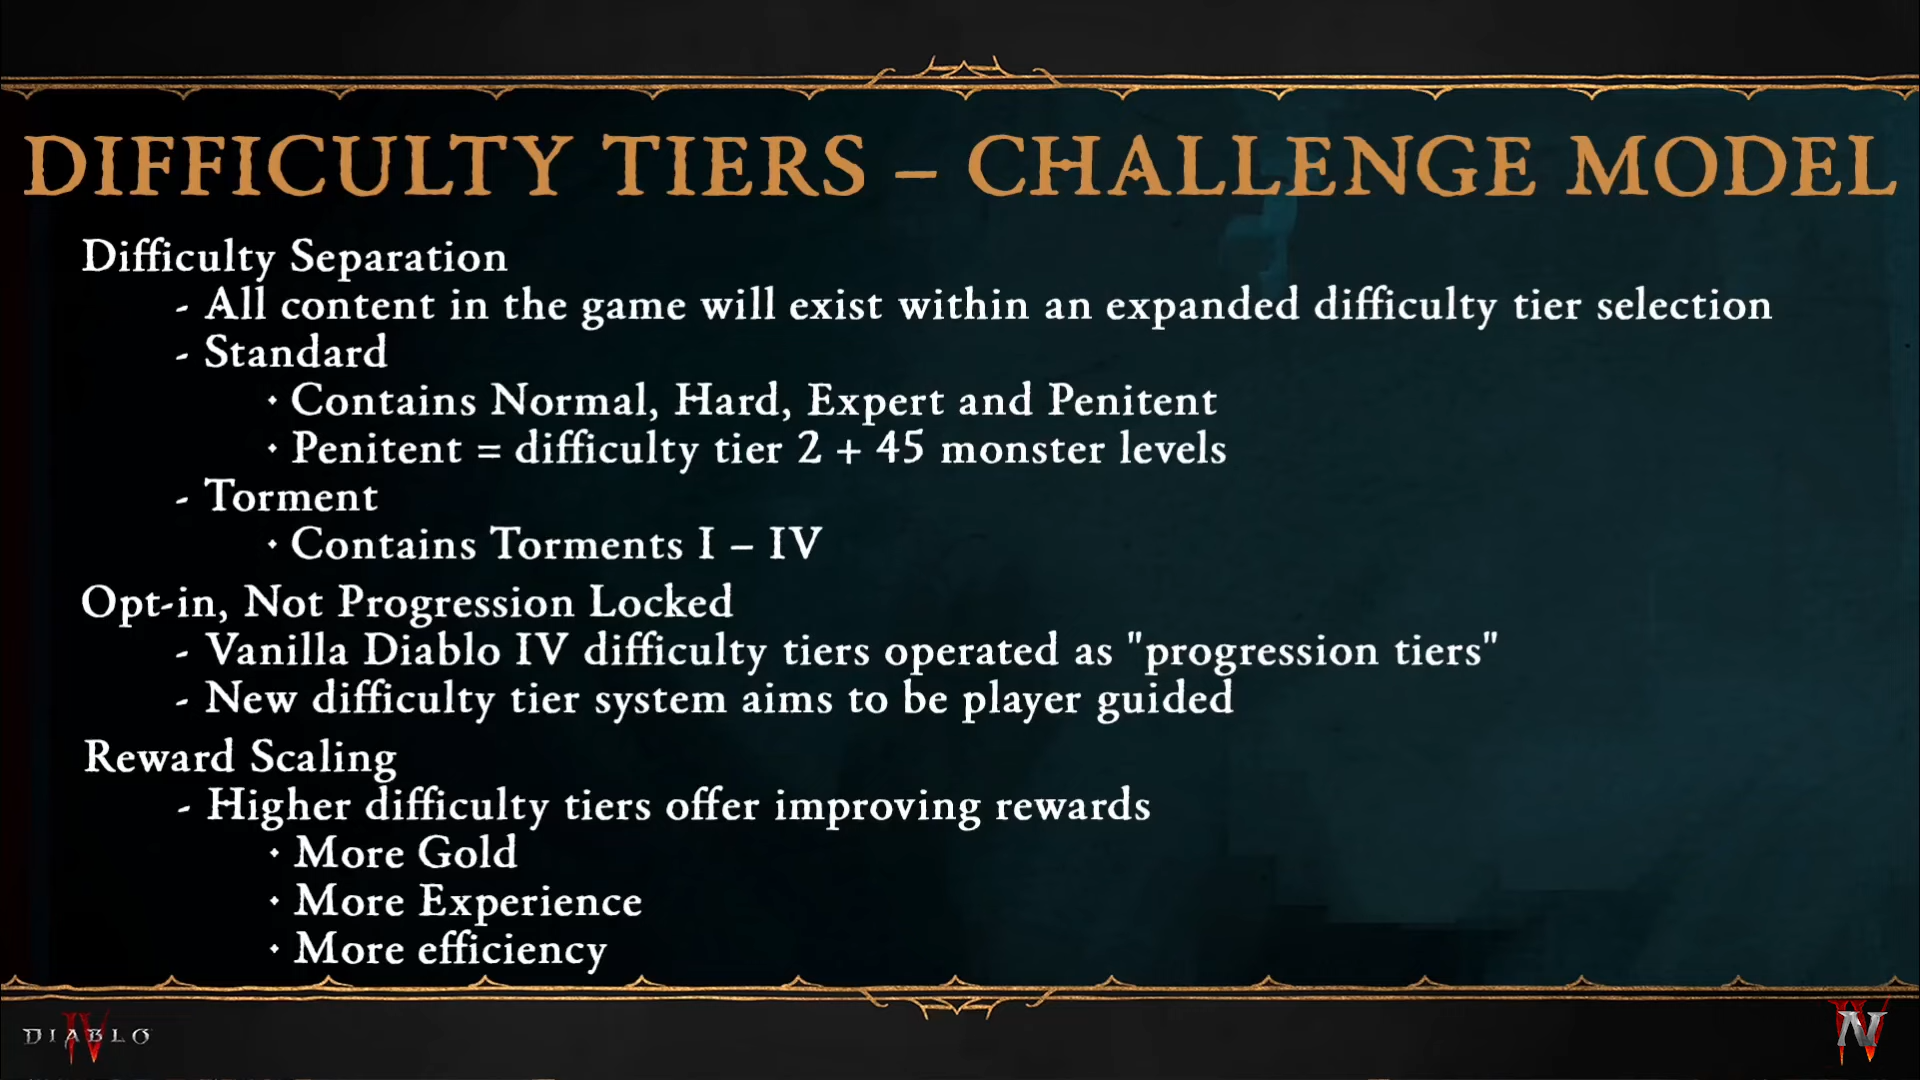 DIFFICULTY TIERS – CHALLENGE MODEL
Difficulty Separation
- All content in the game will exist within an expanded difficulty tier selection
- Standard
· Contains Normal, Hard, Expert and Penitent
· Penitent = difficulty tier 2 + 45 monster levels
- Torment
· Contains Torments I – IV
Opt-in, Not Progression Locked
- Vanilla Diablo IV difficulty tiers operated as "progression tiers"
- New difficulty tier system aims to be player guided
Reward Scaling
- Higher difficulty tiers offer improving rewards
· More Gold
· More Experience
· More efficiency
DIABLO IV
IV N